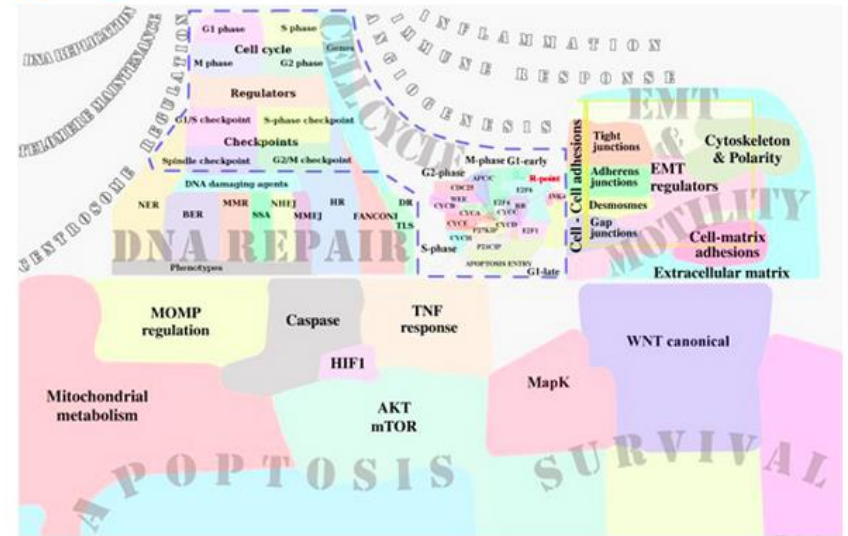 DNA REPLICATION
TELOMERE MAINTENANCE
CENTROSOME REGULATION
INFLAMMATION
IMMUNE RESPONSE
ANGIOGENESIS
CELL CYCLE
G1 phase
S phase
Cell cycle
Genes
M phase
G2 phase
Regulators
G1/S checkpoint
S-phase checkpoint
Checkpoints
Spindle checkpoint
G2/M checkpoint
DNA damaging agents
NER
BER
MMR
SSA
NHEJ
MMEJ
HR
FANCONI
DR
TLS
DNA REPAIR
Phenotypes
M-phase
G1-early
G2-phase
APC/C
R-point
CDC25
E2F6
WEE
E2F4
RB
CYCB
CYCA
CYCC
CYCE
P27KIP
CYCD
E2F1
CYCH
P21CIP
S-phase
APOPTOSIS ENTRY
G1-late
EMT
&
MOTILITY
Cell - Cell adhesions
Tight
junctions
Adherens
junctions
Desmosmes
Gap
junctions
EMT
regulators
Cytoskeleton
& Polarity
Cell-matrix
adhesions
Extracellular matrix
MOMP
regulation
Caspase
TNF
response
HIF1
Mitochondrial
metabolism
AKT
mTOR
MapK
WNT canonical
APOPTOSIS
SURVIVAL